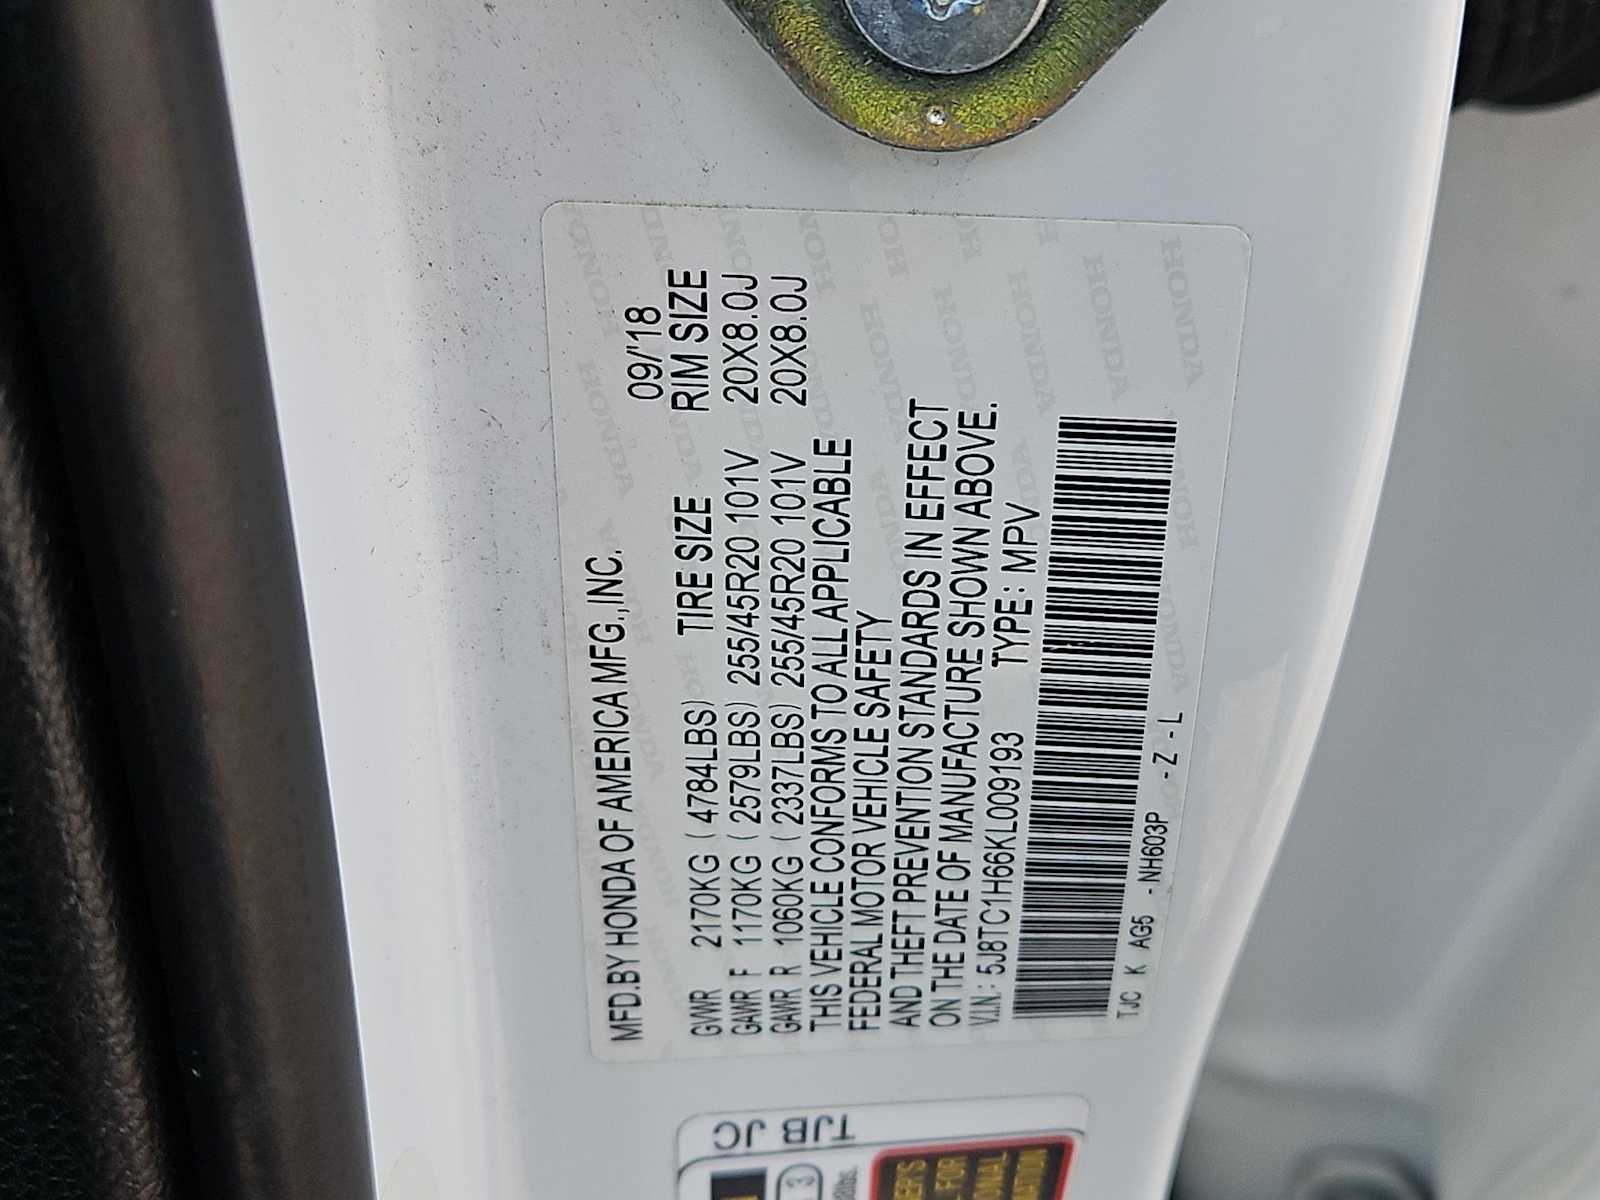 MFD.BY HONDA OF AMERICA MFG.,INC. 09/'18
GVWR 2170KG ( 4784LBS) TIRE SIZE RIM SIZE
GAWR F 1170KG ( 2579LBS) 255/45R20 101V 20X8.0J
GAWR R 1060KG ( 2337LBS) 255/45R20 101V 20X8.0J
THIS VEHICLE CONFORMS TO ALL APPLICABLE
FEDERAL MOTOR VEHICLE SAFETY
AND THEFT PREVENTION STANDARDS IN EFFECT
ON THE DATE OF MANUFACTURE SHOWN ABOVE.
V.I.N.: 5J8TC1H66KL009193 TYPE: MPV
TJC K AG5 -NH603P -Z -L
TJB JC